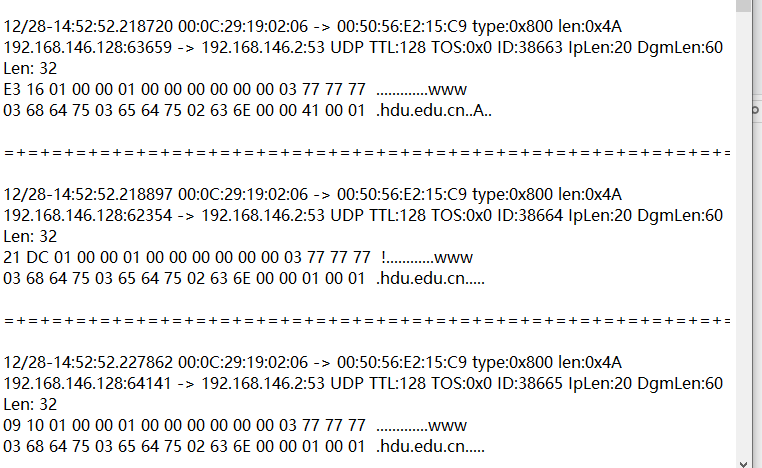 12/28-14:52:52.218720 00:0C:29:19:02:06 -> 00:50:56:E2:15:C9 type:0x800 len:0x4A
192.168.146.128:63659 -> 192.168.146.2:53 UDP TTL:128 TOS:0x0 ID:38663 IpLen:20 DgmLen:60
Len: 32
E3 16 01 00 00 01 00 00 00 00 00 00 03 77 77 77  .............www
03 68 64 75 03 65 64 75 02 63 6E 00 00 41 00 01  .hdu.edu.cn..A..
=+=+=+=+=+=+=+=+=+=+=+=+=+=+=+=+=+=+=+=+=+=+=+=+=+=+=+=+=+=+=
12/28-14:52:52.218897 00:0C:29:19:02:06 -> 00:50:56:E2:15:C9 type:0x800 len:0x4A
192.168.146.128:62354 -> 192.168.146.2:53 UDP TTL:128 TOS:0x0 ID:38664 IpLen:20 DgmLen:60
Len: 32
21 DC 01 00 00 01 00 00 00 00 00 00 03 77 77 77  !............www
03 68 64 75 03 65 64 75 02 63 6E 00 00 01 00 01  .hdu.edu.cn.....
=+=+=+=+=+=+=+=+=+=+=+=+=+=+=+=+=+=+=+=+=+=+=+=+=+=+=+=+=+=+=
12/28-14:52:52.227862 00:0C:29:19:02:06 -> 00:50:56:E2:15:C9 type:0x800 len:0x4A
192.168.146.128:64141 -> 192.168.146.2:53 UDP TTL:128 TOS:0x0 ID:38665 IpLen:20 DgmLen:60
Len: 32
09 10 01 00 00 01 00 00 00 00 00 00 03 77 77 77  .............www
03 68 64 75 03 65 64 75 02 63 6E 00 00 01 00 01  .hdu.edu.cn.....